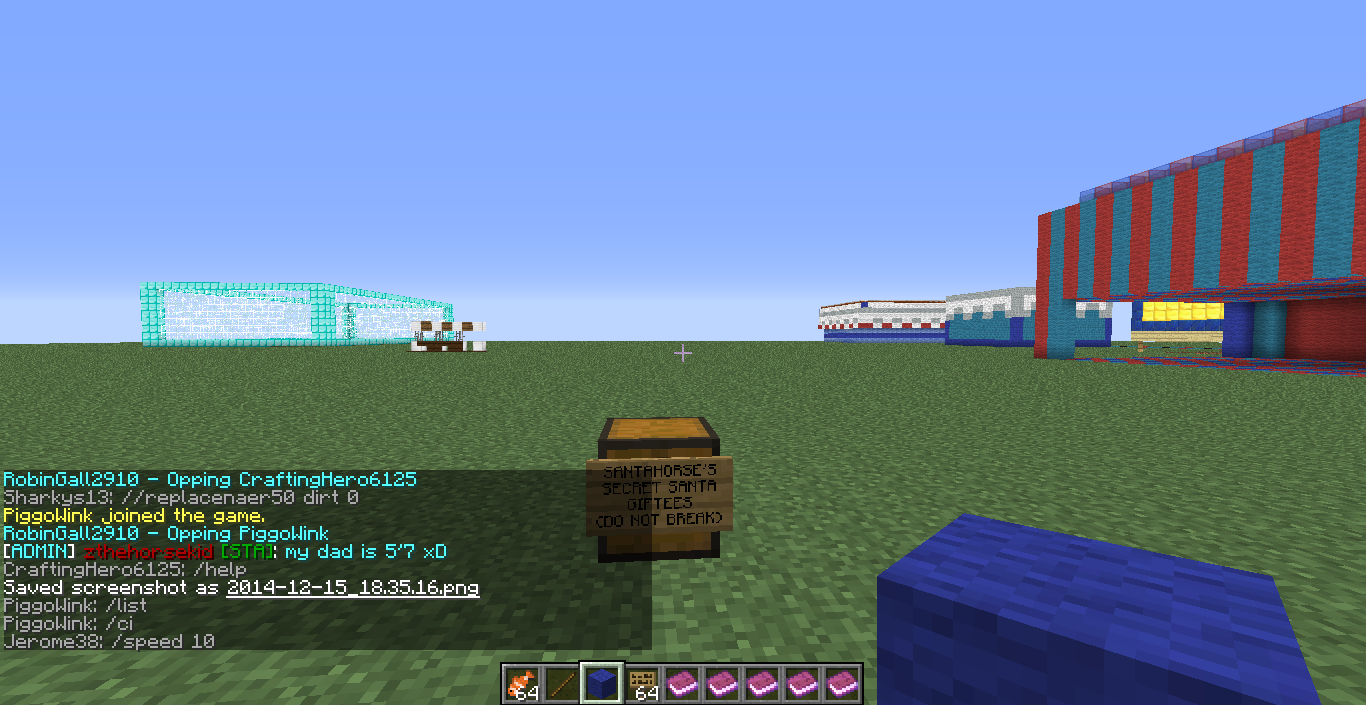 SANTAHORSE'S
SECRET SANTA
GIFTEES
(DO NOT BREAK)
RobinGall2910 - Opping CraftingHero6125
Sharkys13: //replacenaer50 dirt 0
PiggoWink joined the game.
RobinGall2910 - Opping PiggoWink
[ADMIN] zthehorsekid [STA]: my dad is 5'7 xD
CraftingHero6125: /help
Saved screenshot as 2014-12-15_18.35.16.png
PiggoWink: /list
PiggoWink: /ci
Jerome38: /speed 10
64
64